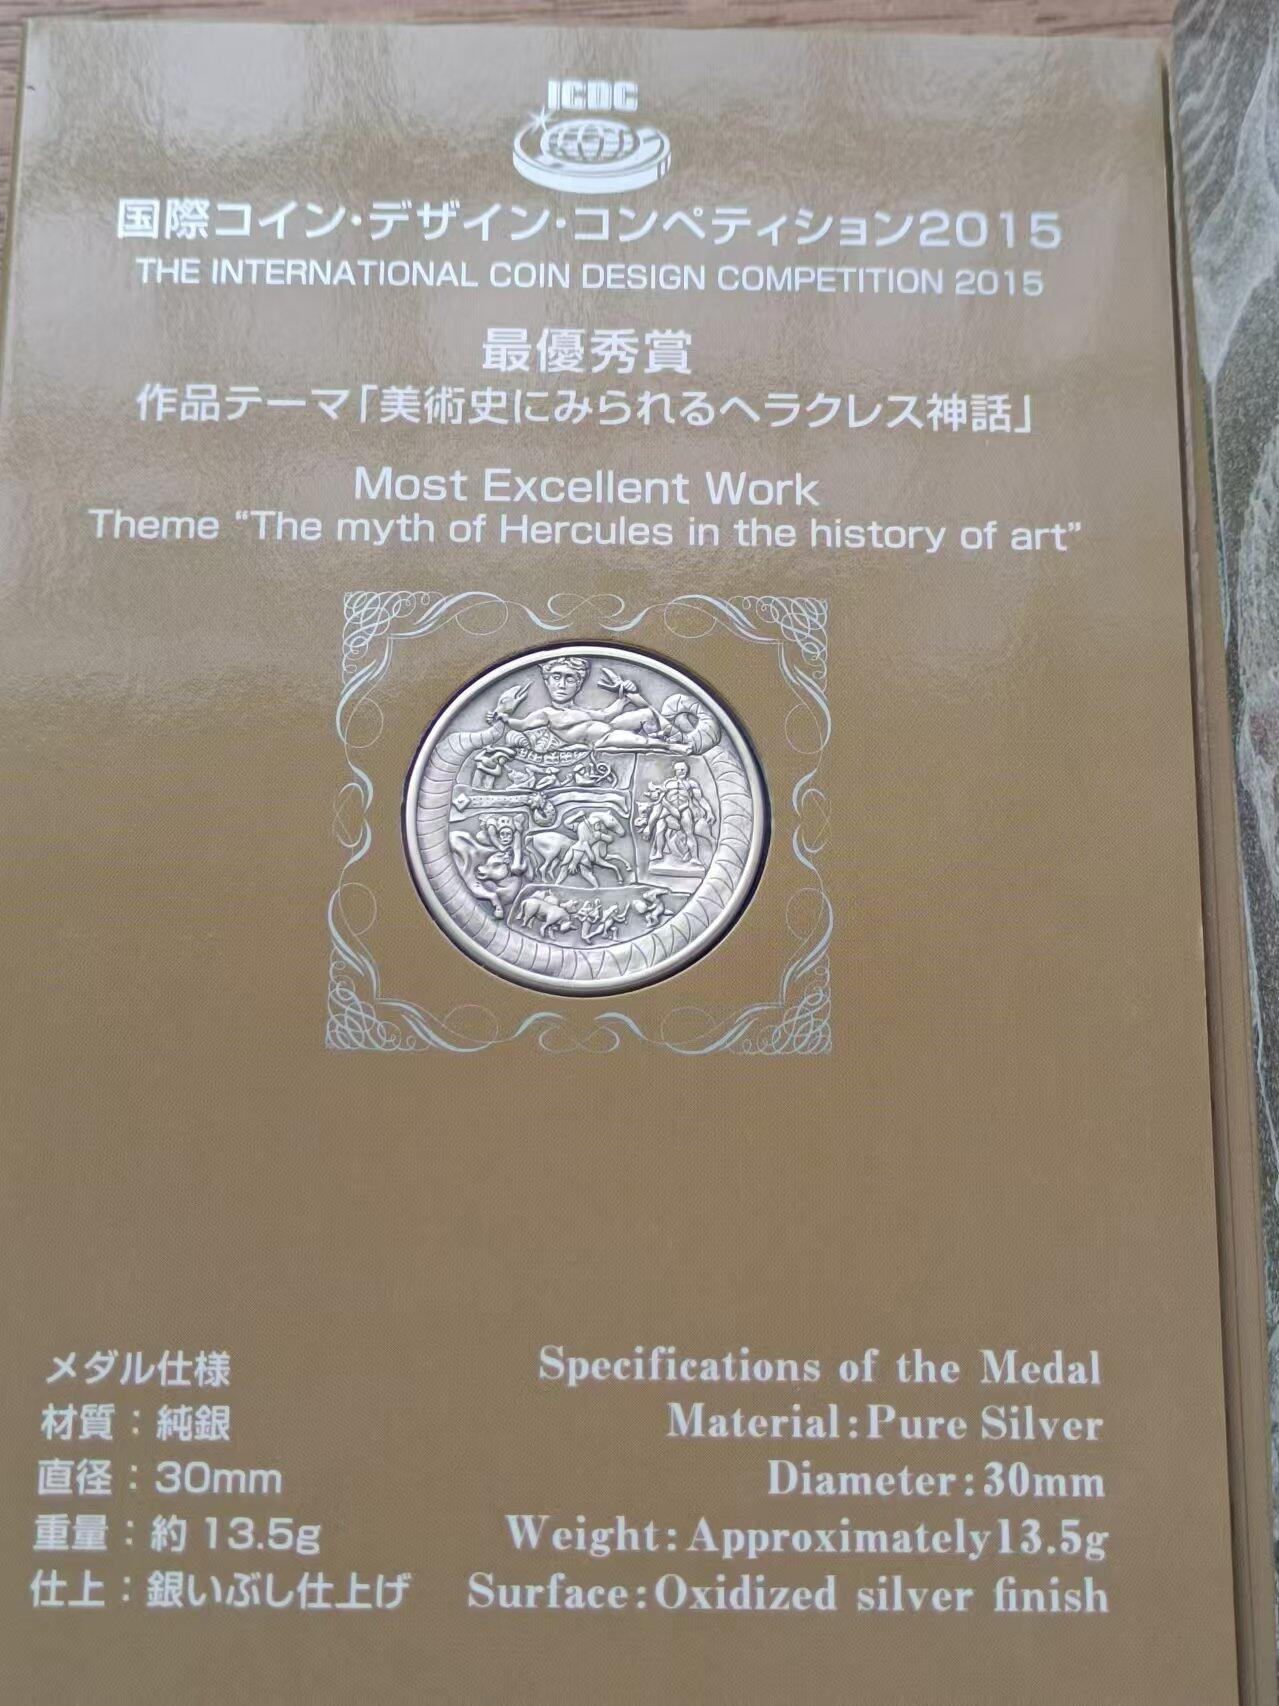 ICDC
国際コイン・デザイン・コンペティション2015
THE INTERNATIONAL COIN DESIGN COMPETITION 2015
最優秀賞
作品テーマ「美術史にみられるヘラクレス神話」
Most Excellent Work
Theme “The myth of Hercules in the history of art”
メダル仕様
材質：純銀
直径：30mm
重量：約13.5g
仕上：銀いぶし仕上げ
Specifications of the Medal
Material:Pure Silver
Diameter:30mm
Weight:Approximately13.5g
Surface:Oxidized silver finish